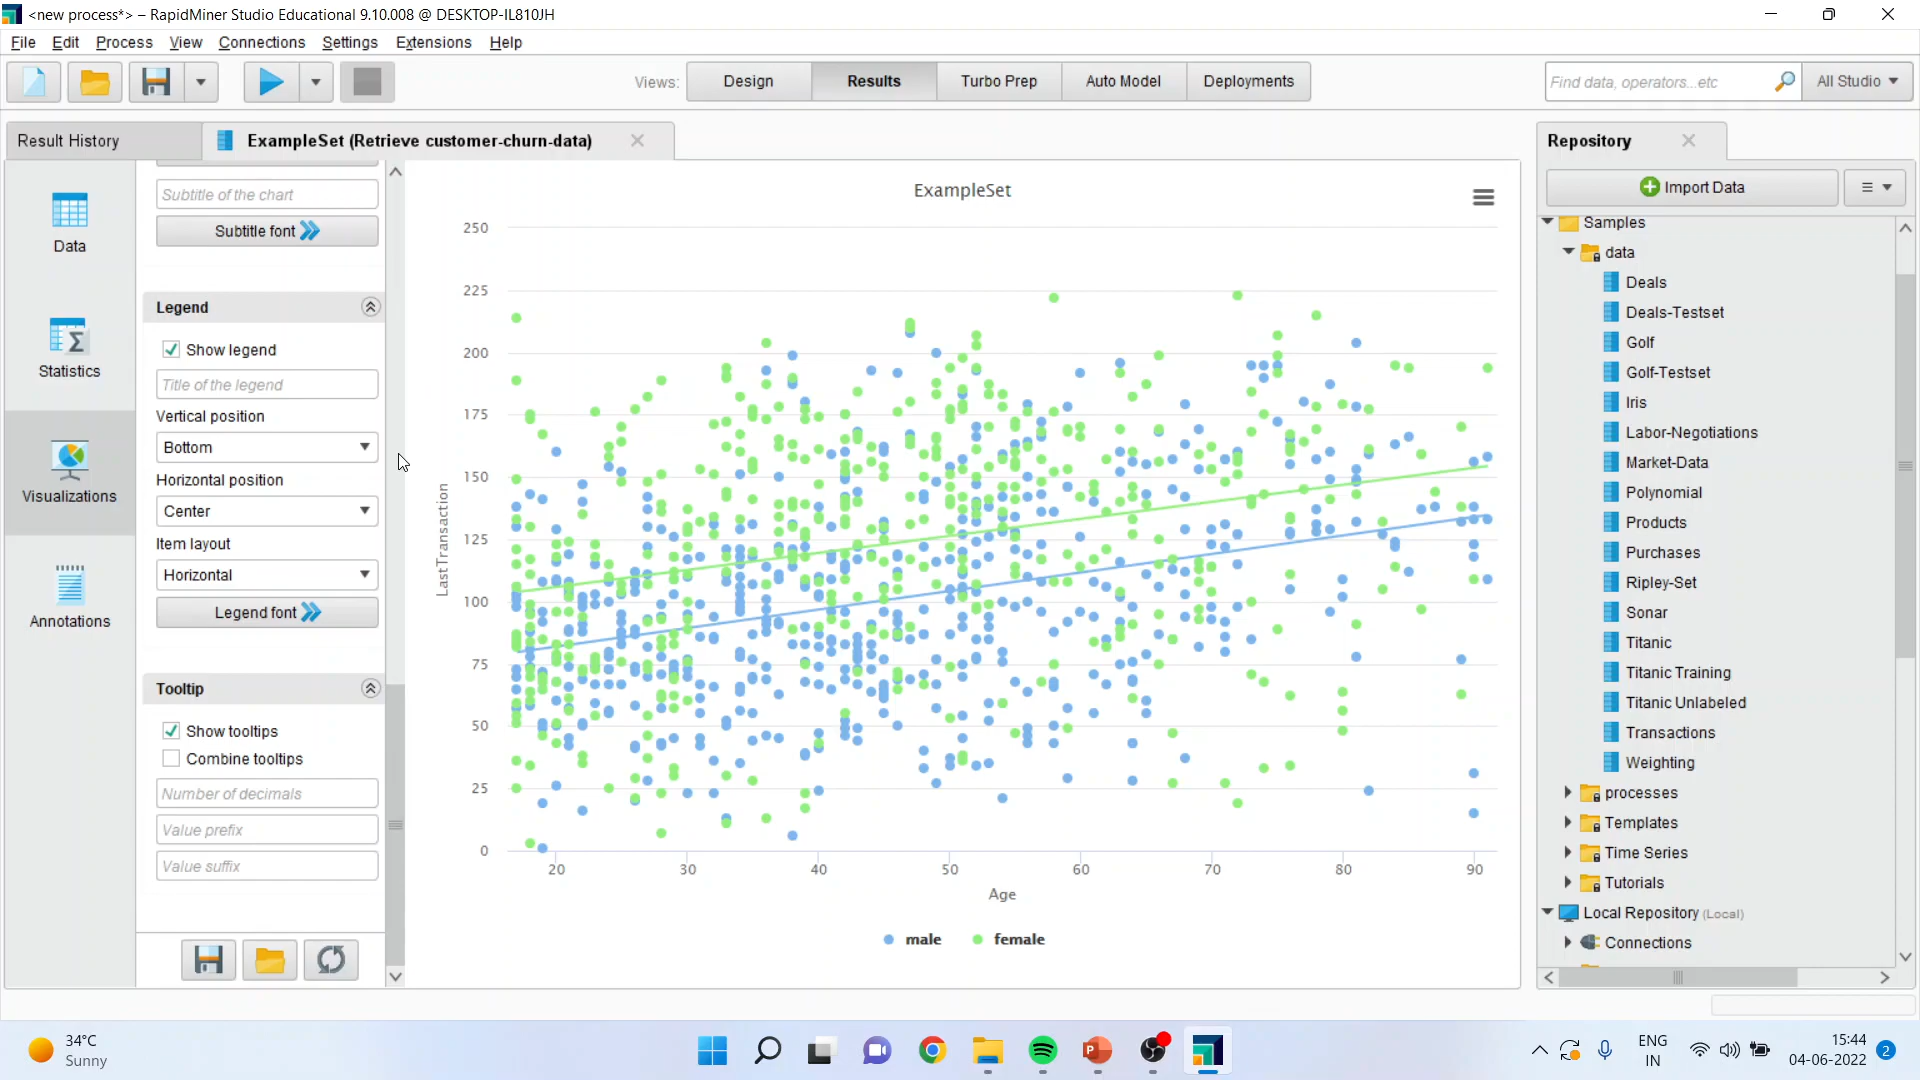 <new process*> – RapidMiner Studio Educational 9.10.008 @ DESKTOP-IL810JH
File Edit Process View Connections Settings Extensions Help
Views: Design Results Turbo Prep Auto Model Deployments
Find data, operators...etc
All Studio
Result History
ExampleSet (Retrieve customer-churn-data)
Data
Statistics
Visualizations
Annotations
Subtitle of the chart
Subtitle font
Legend
Show legend
Title of the legend
Vertical position
Bottom
Horizontal position
Center
Item layout
Horizontal
Legend font
Tooltip
Show tooltips
Combine tooltips
Number of decimals
Value prefix
Value suffix
ExampleSet
250
225
200
175
150
125
100
75
50
25
0
LastTransaction
20 30 40 50 60 70 80 90
Age
male female
Repository
Import Data
Samples
data
Deals
Deals-Testset
Golf
Golf-Testset
Iris
Labor-Negotiations
Market-Data
Polynomial
Products
Purchases
Ripley-Set
Sonar
Titanic
Titanic Training
Titanic Unlabeled
Transactions
Weighting
processes
Templates
Time Series
Tutorials
Local Repository (Local)
Connections
34°C
Sunny
P
ENG
IN
15:44
04-06-2022
2